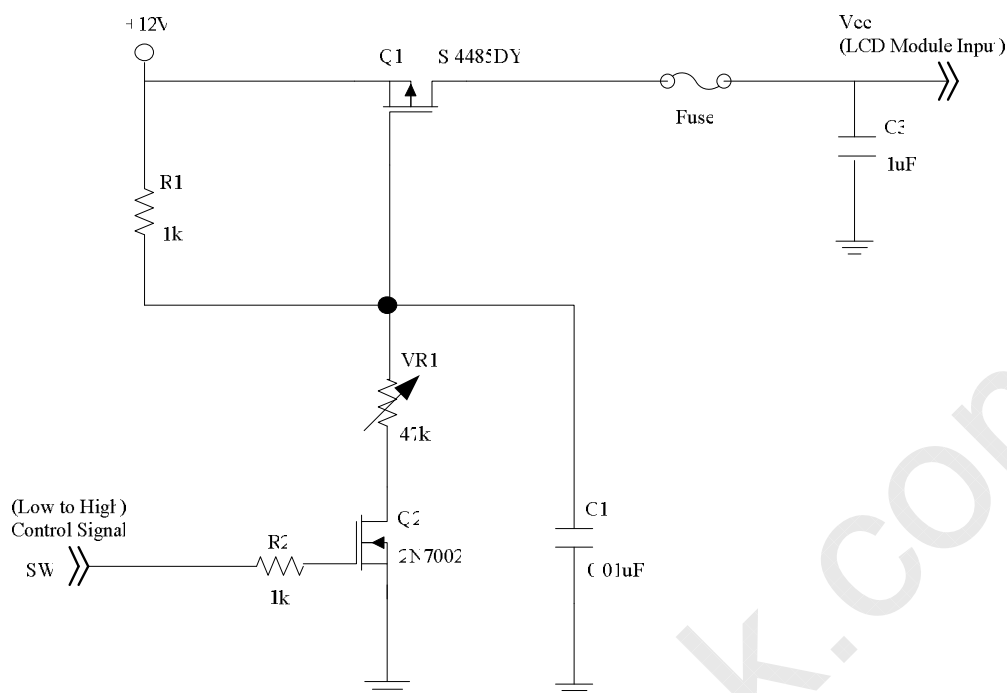 +12V
Q1
S 4485DY
Vcc
(LCD Module Input)
Fuse
C3
1uF
R1
1k
VR1
47k
(Low to High)
Control Signal
SW
R2
1k
Q2
2N7002
C1
0.01uF
k.com